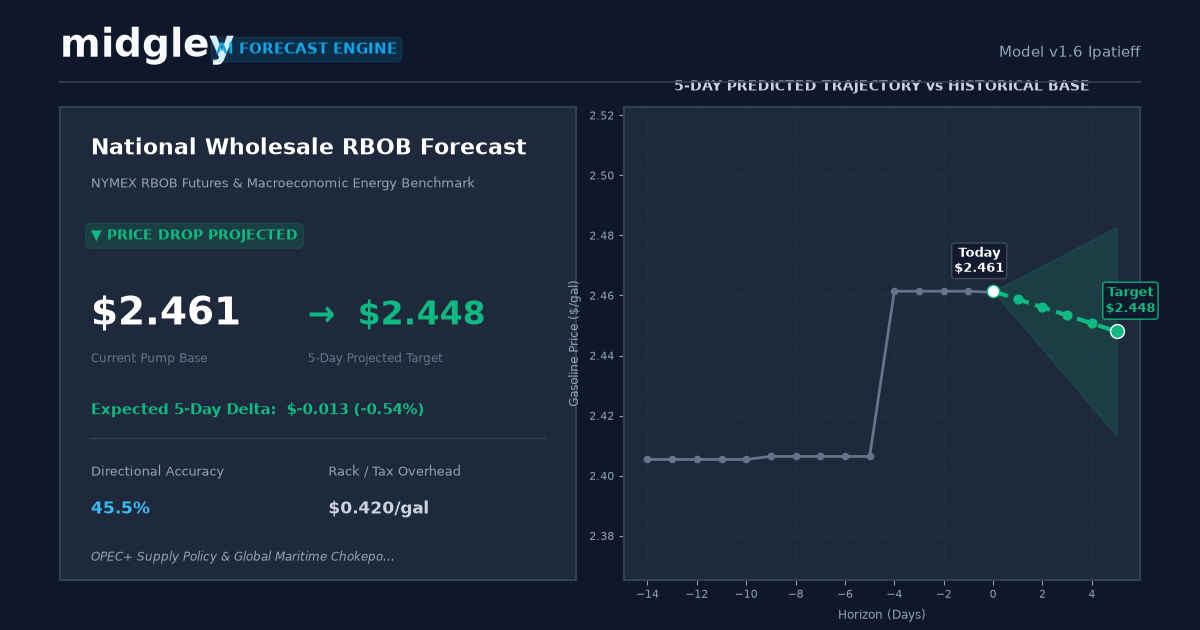 midgley
AI FORECAST ENGINE
Model v1.6 Ipatieff
National Wholesale RBOB Forecast
NYMEX RBOB Futures & Macroeconomic Energy Benchmark
▼ PRICE DROP PROJECTED
$2.461 → $2.448
Current Pump Base 5-Day Projected Target
Expected 5-Day Delta: $-0.013 (-0.54%)
Directional Accuracy Rack / Tax Overhead
45.5% $0.420/gal
OPEC+ Supply Policy & Global Maritime Chokepo...
5-DAY PREDICTED TRAJECTORY vs HISTORICAL BASE
Gasoline Price ($/gal)
2.52
2.50
2.48
2.46
2.44
2.42
2.40
2.38
Today
$2.461
Target
$2.448
−14 −12 −10 −8 −6 −4 −2 0 2 4
Horizon (Days)